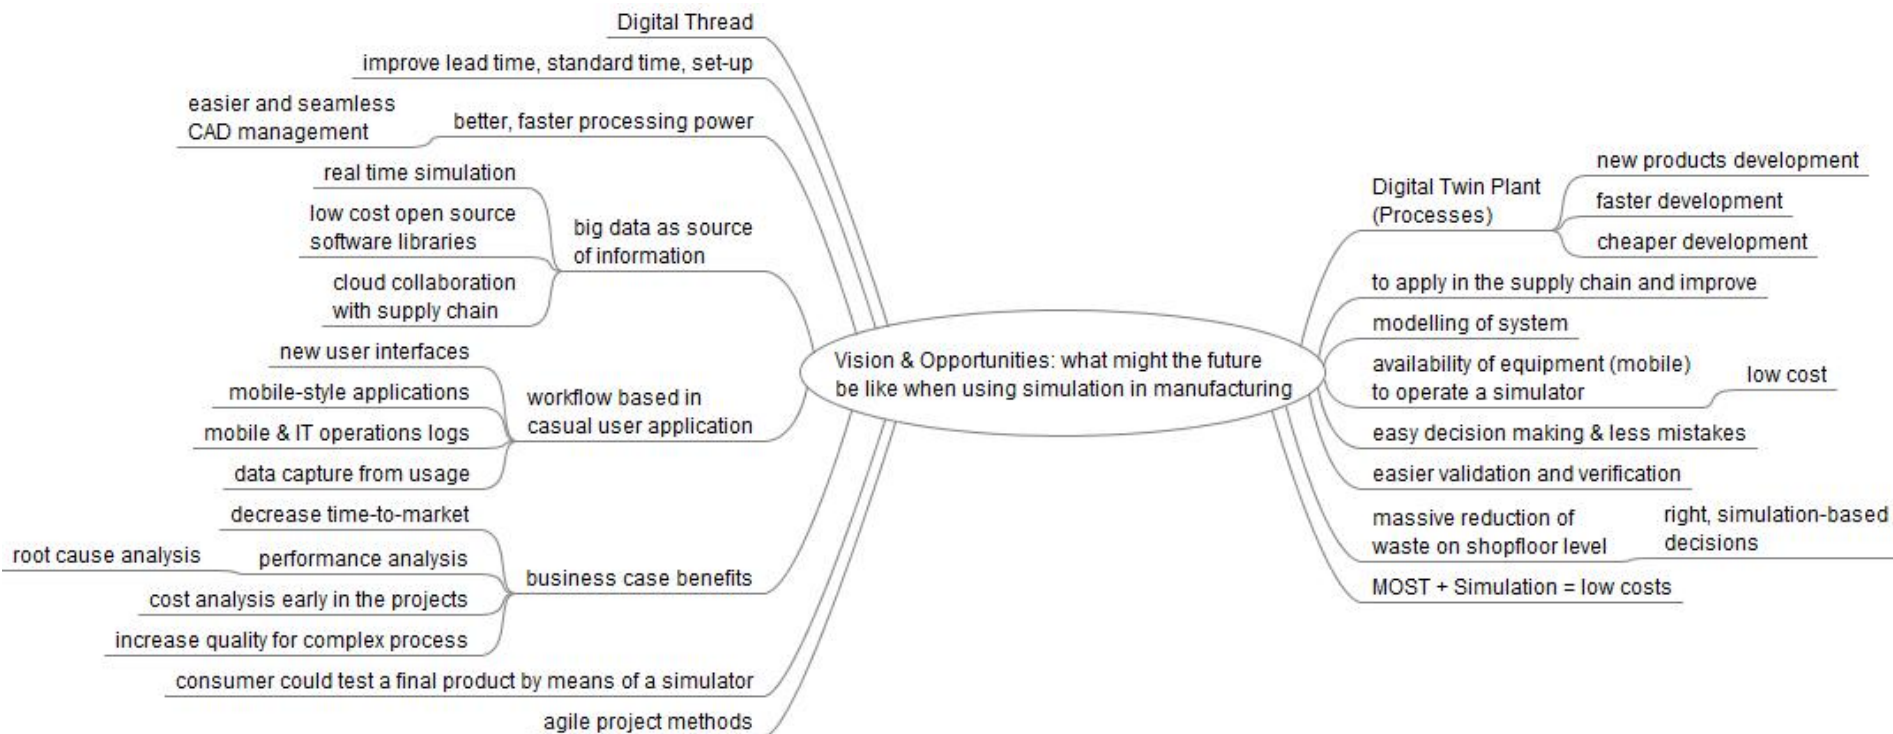 Digital Thread
improve lead time, standard time, set-up
easier and seamless
CAD management
better, faster processing power
real time simulation
low cost open source
software libraries
cloud collaboration
with supply chain
big data as source
of information
new user interfaces
mobile-style applications
mobile & IT operations logs
data capture from usage
workflow based in
casual user application
decrease time-to-market
root cause analysis
performance analysis
cost analysis early in the projects
increase quality for complex process
business case benefits
consumer could test a final product by means of a simulator
agile project methods
Vision & Opportunities: what might the future
be like when using simulation in manufacturing
Digital Twin Plant
(Processes)
new products development
faster development
cheaper development
to apply in the supply chain and improve
modelling of system
availability of equipment (mobile)
to operate a simulator
low cost
easy decision making & less mistakes
easier validation and verification
massive reduction of
waste on shopfloor level
right, simulation-based
decisions
MOST + Simulation = low costs